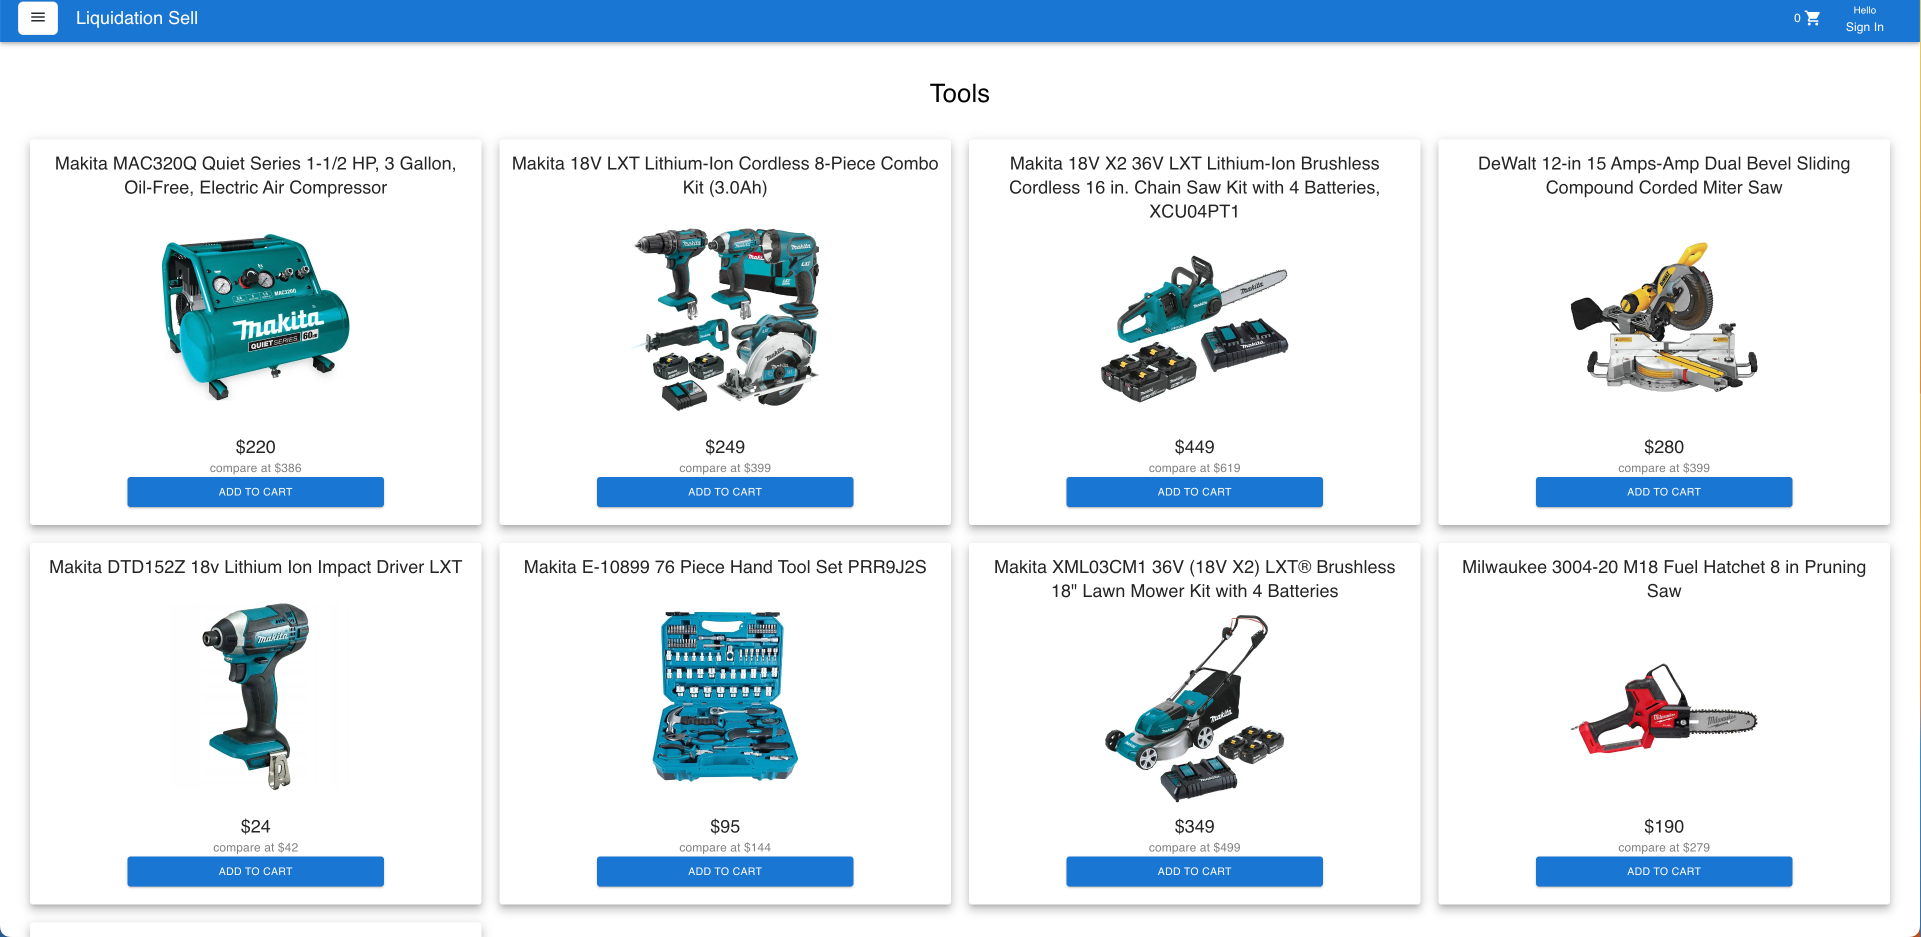 Liquidation Sell
0
Hello
Sign In
Tools
Makita MAC320Q Quiet Series 1-1/2 HP, 3 Gallon,
Oil-Free, Electric Air Compressor
Makita
QUIET SERIES 60
$220
compare at $386
ADD TO CART
Makita 18V LXT Lithium-Ion Cordless 8-Piece Combo
Kit (3.0Ah)
$249
compare at $399
ADD TO CART
Makita 18V X2 36V LXT Lithium-Ion Brushless
Cordless 16 in. Chain Saw Kit with 4 Batteries,
XCU04PT1
Makita
$449
compare at $619
ADD TO CART
DeWalt 12-in 15 Amps-Amp Dual Bevel Sliding
Compound Corded Miter Saw
$280
compare at $399
ADD TO CART
Makita DTD152Z 18v Lithium Ion Impact Driver LXT
Makita
$24
compare at $42
ADD TO CART
Makita E-10899 76 Piece Hand Tool Set PRR9J2S
$95
compare at $144
ADD TO CART
Makita XML03CM1 36V (18V X2) LXT® Brushless
18" Lawn Mower Kit with 4 Batteries
Makita
$349
compare at $499
ADD TO CART
Milwaukee 3004-20 M18 Fuel Hatchet 8 in Pruning
Saw
Milwaukee
$190
compare at $279
ADD TO CART